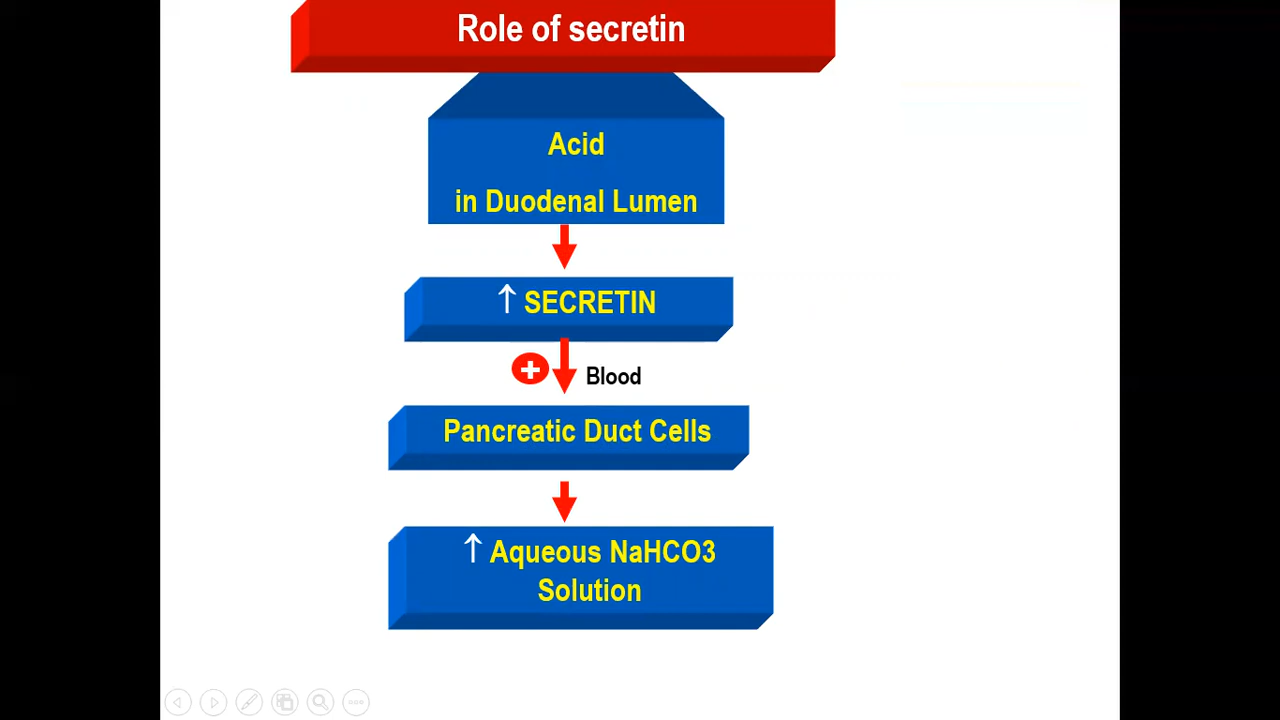 Role of secretin
Acid
in Duodenal Lumen
↑ SECRETIN
+
Blood
Pancreatic Duct Cells
↑ Aqueous NaHCO3
Solution